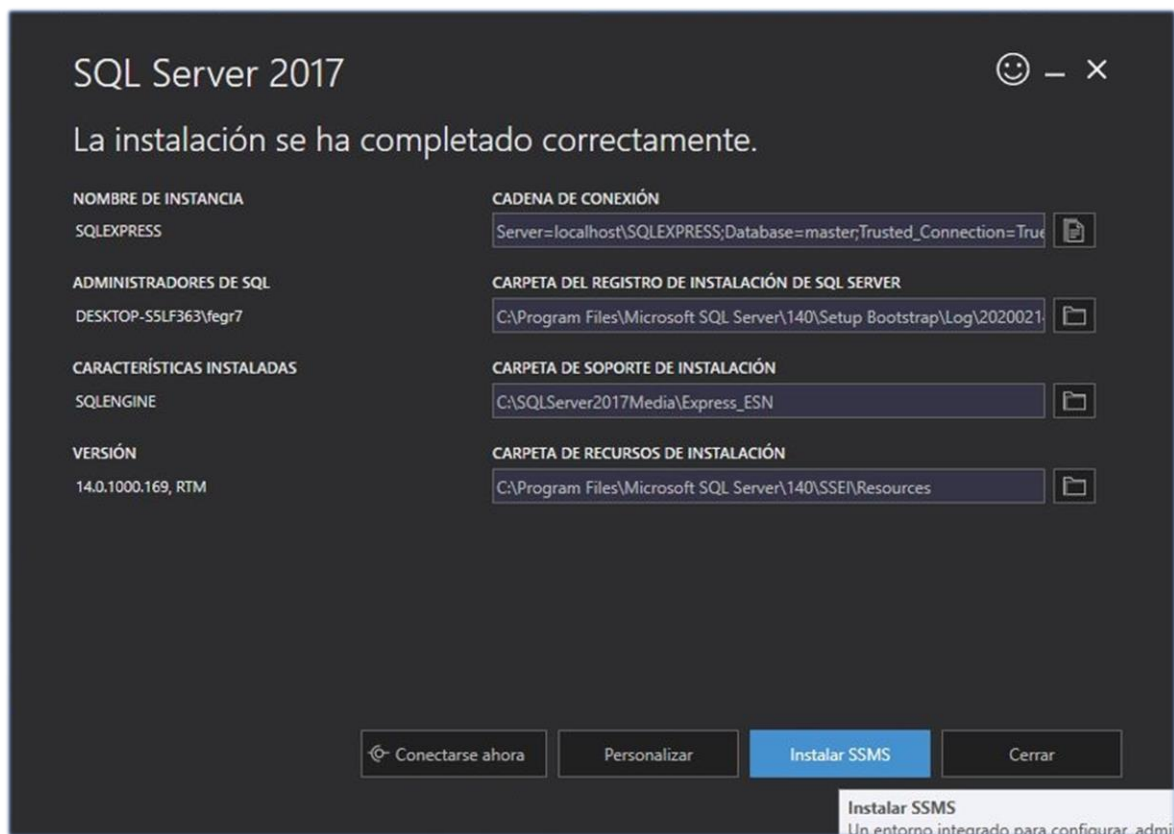 SQL Server 2017
La instalación se ha completado correctamente.
NOMBRE DE INSTANCIA
SQLEXPRESS
CADENA DE CONEXIÓN
Server=localhost\SQLEXPRESS;Database=master;Trusted_Connection=True
ADMINISTRADORES DE SQL
DESKTOP-S5LF363\fegr7
CARPETA DEL REGISTRO DE INSTALACIÓN DE SQL SERVER
C:\Program Files\Microsoft SQL Server\140\Setup Bootstrap\Log\2020021
CARACTERÍSTICAS INSTALADAS
SQLENGINE
CARPETA DE SOPORTE DE INSTALACIÓN
C:\SQLServer2017Media\Express_ESN
VERSIÓN
14.0.1000.169, RTM
CARPETA DE RECURSOS DE INSTALACIÓN
C:\Program Files\Microsoft SQL Server\140\SSEI\Resources
Conectarse ahora
Personalizar
Instalar SSMS
Cerrar
Instalar SSMS
Un entorno integrado para configurar, admi